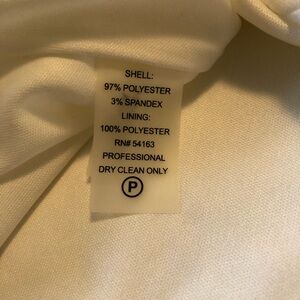 SHELL:
97% POLYESTER
3% SPANDEX
LINING:
100% POLYESTER
RN# 54163
PROFESSIONAL
DRY CLEAN ONLY
P